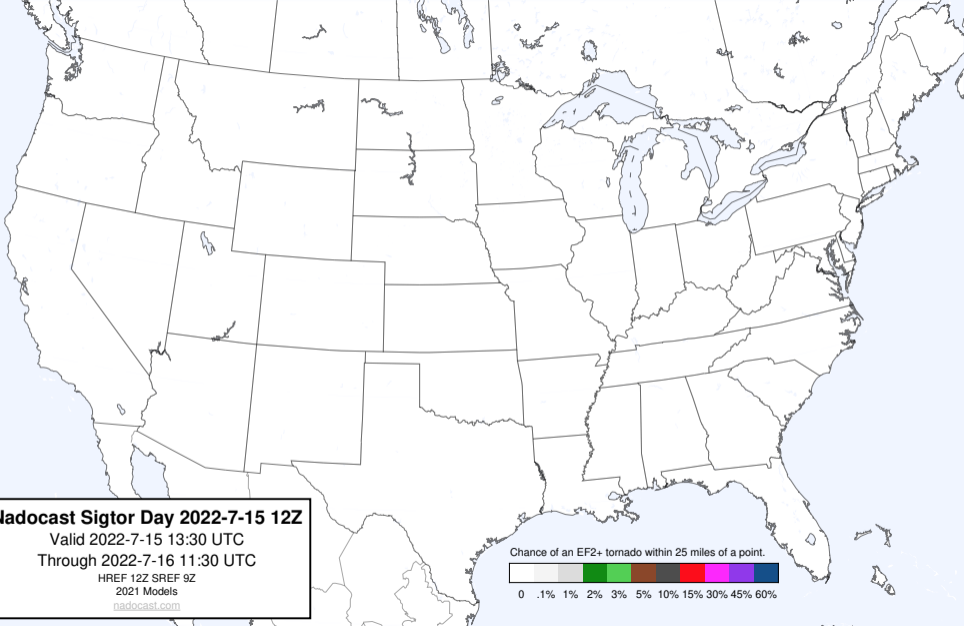 Nadocast Sigtor Day 2022-7-15 12Z
Valid 2022-7-15 13:30 UTC
Through 2022-7-16 11:30 UTC
HREF 12Z SREF 9Z
2021 Models
nadocast.com
Chance of an EF2+ tornado within 25 miles of a point.
0 .1% 1% 2% 3% 5% 10% 15% 30% 45% 60%